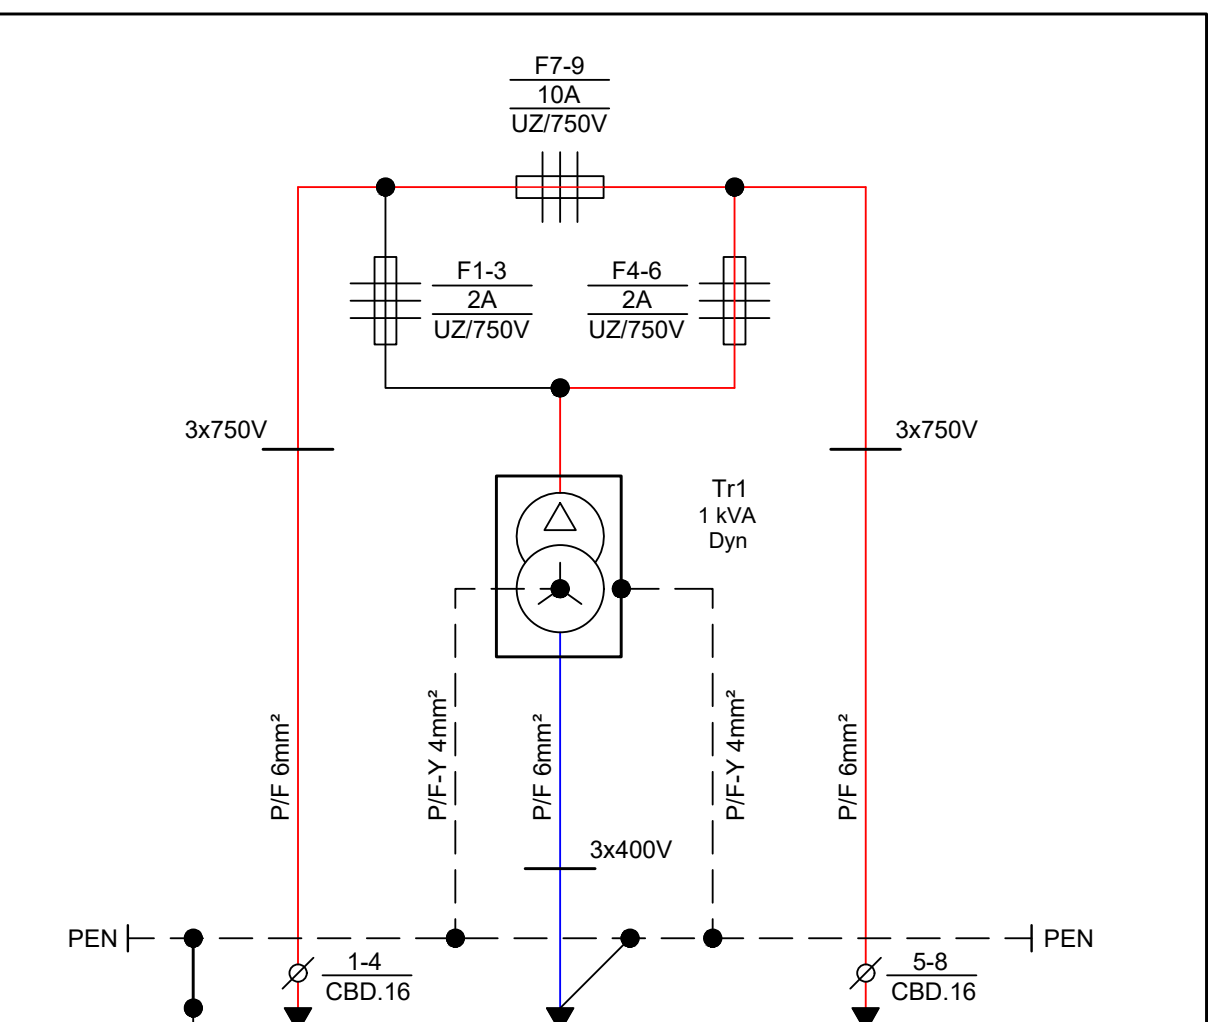 F7-9
10A
UZ/750V
F1-3
2A
UZ/750V
F4-6
2A
UZ/750V
3x750V
3x750V
Tr1
1 kVA
Dyn
P/F 6mm²
P/F-Y 4mm²
P/F 6mm²
P/F-Y 4mm²
P/F 6mm²
3x400V
PEN
PEN
1-4
CBD.16
5-8
CBD.16